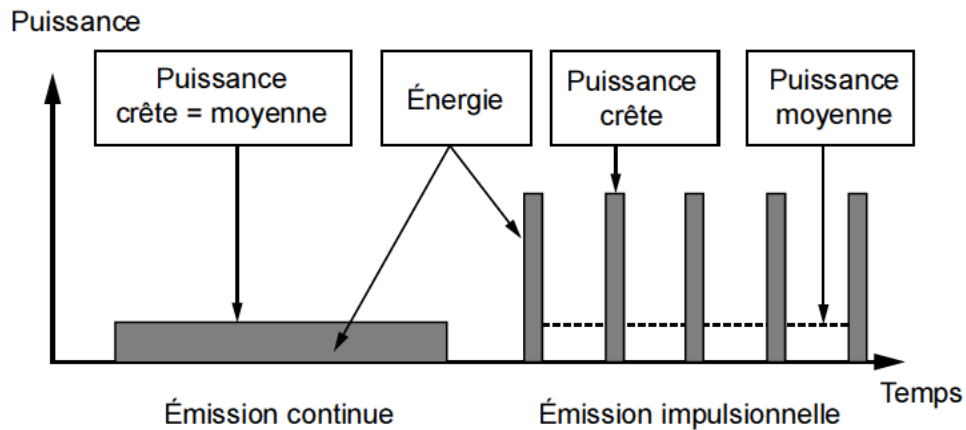 Puissance
Puissance
crête = moyenne
Énergie
Puissance
crête
Puissance
moyenne
Temps
Émission continue
Émission impulsionnelle